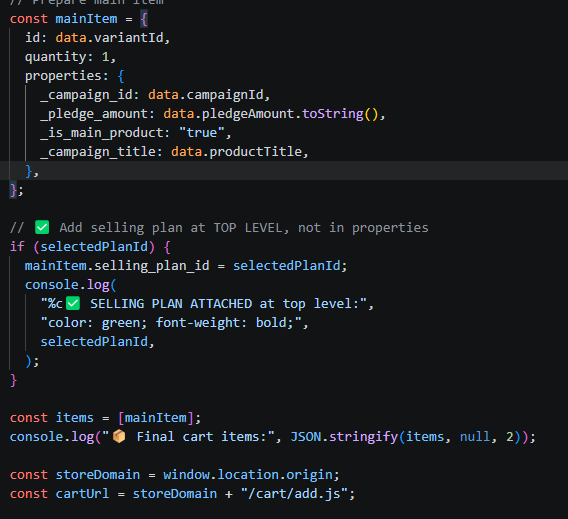 // Prepare main item
const mainItem = {
id: data.variantId,
quantity: 1,
properties: {
_campaign_id: data.campaignId,
_pledge_amount: data.pledgeAmount.toString(),
_is_main_product: "true",
_campaign_title: data.productTitle,
},
};
// ✅ Add selling plan at TOP LEVEL, not in properties
if (selectedPlanId) {
mainItem.selling_plan_id = selectedPlanId;
console.log(
"%c✅ SELLING PLAN ATTACHED at top level:",
"color: green; font-weight: bold;",
selectedPlanId,
);
}
const items = [mainItem];
console.log("📦 Final cart items:", JSON.stringify(items, null, 2));
const storeDomain = window.location.origin;
const cartUrl = storeDomain + "/cart/add.js";